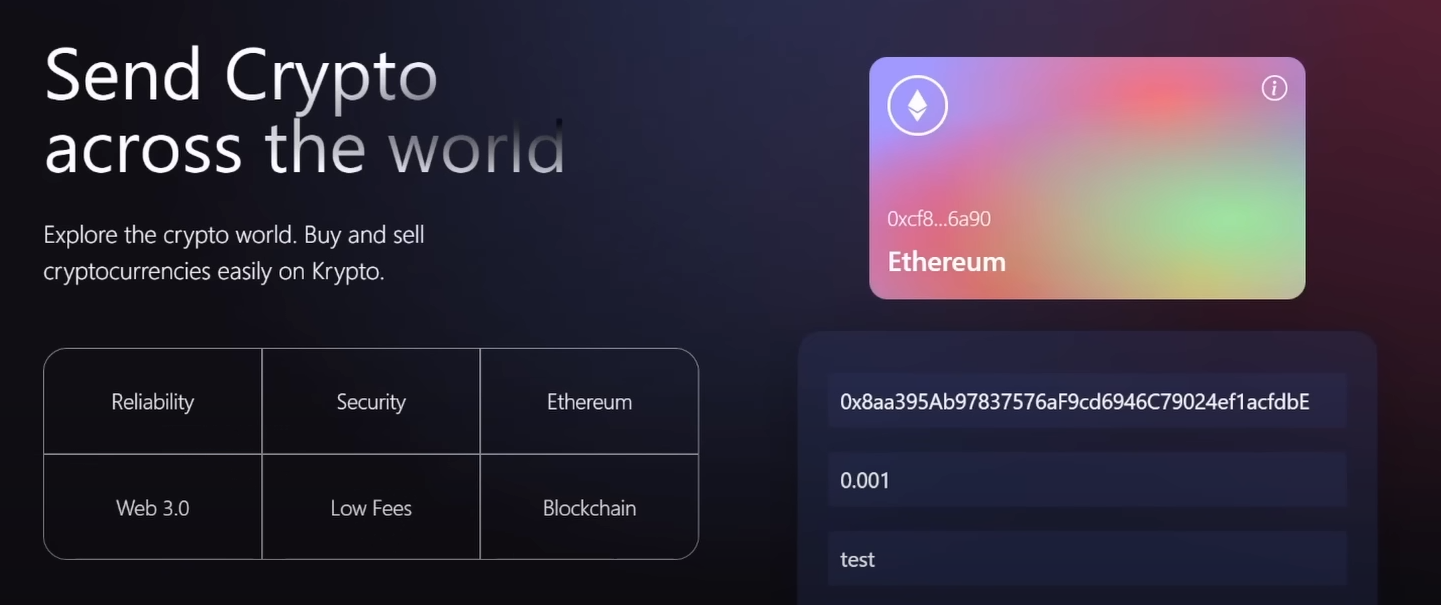 Send Crypto
across the world
Explore the crypto world. Buy and sell
cryptocurrencies easily on Krypto.
Reliability
Security
Ethereum
Web 3.0
Low Fees
Blockchain
0xcf8...6a90
Ethereum
0x8aa395Ab97837576aF9cd6946C79024ef1acfdbE
0.001
test